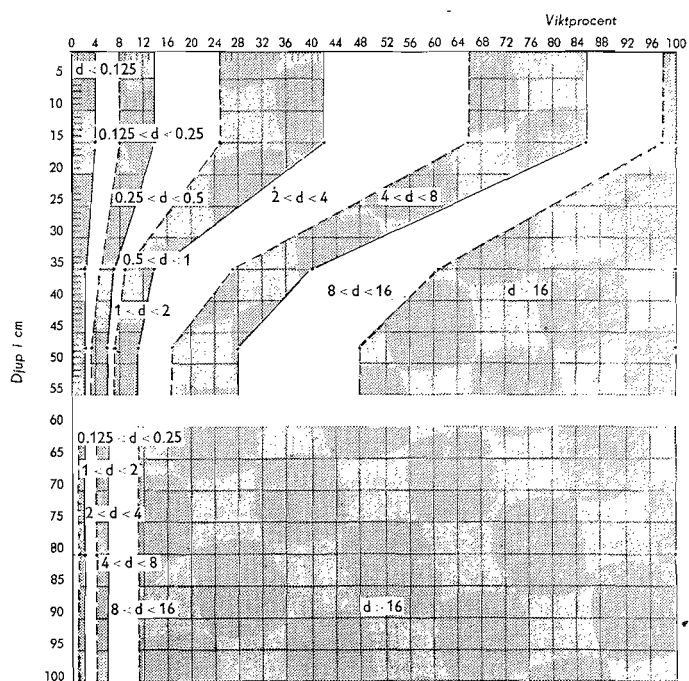 Viktprocent
0 4 8 12 16 20 24 28 32 36 40 44 48 52 56 60 64 68 72 76 80 84 88 92 96 100
Djup i cm
5
d < 0.125
10
15
0.125 < d < 0.25
20
25
0.25 < d < 0.5
2 < d < 4
4 < d < 8
30
35
0.5 < d < 1
40
8 < d < 16
d > 16
1 < d < 2
45
50
55
60
0.125 < d < 0.25
65
1 < d < 2
70
75
2 < d < 4
80
4 < d < 8
85
90
8 < d < 16
d > 16
95
100